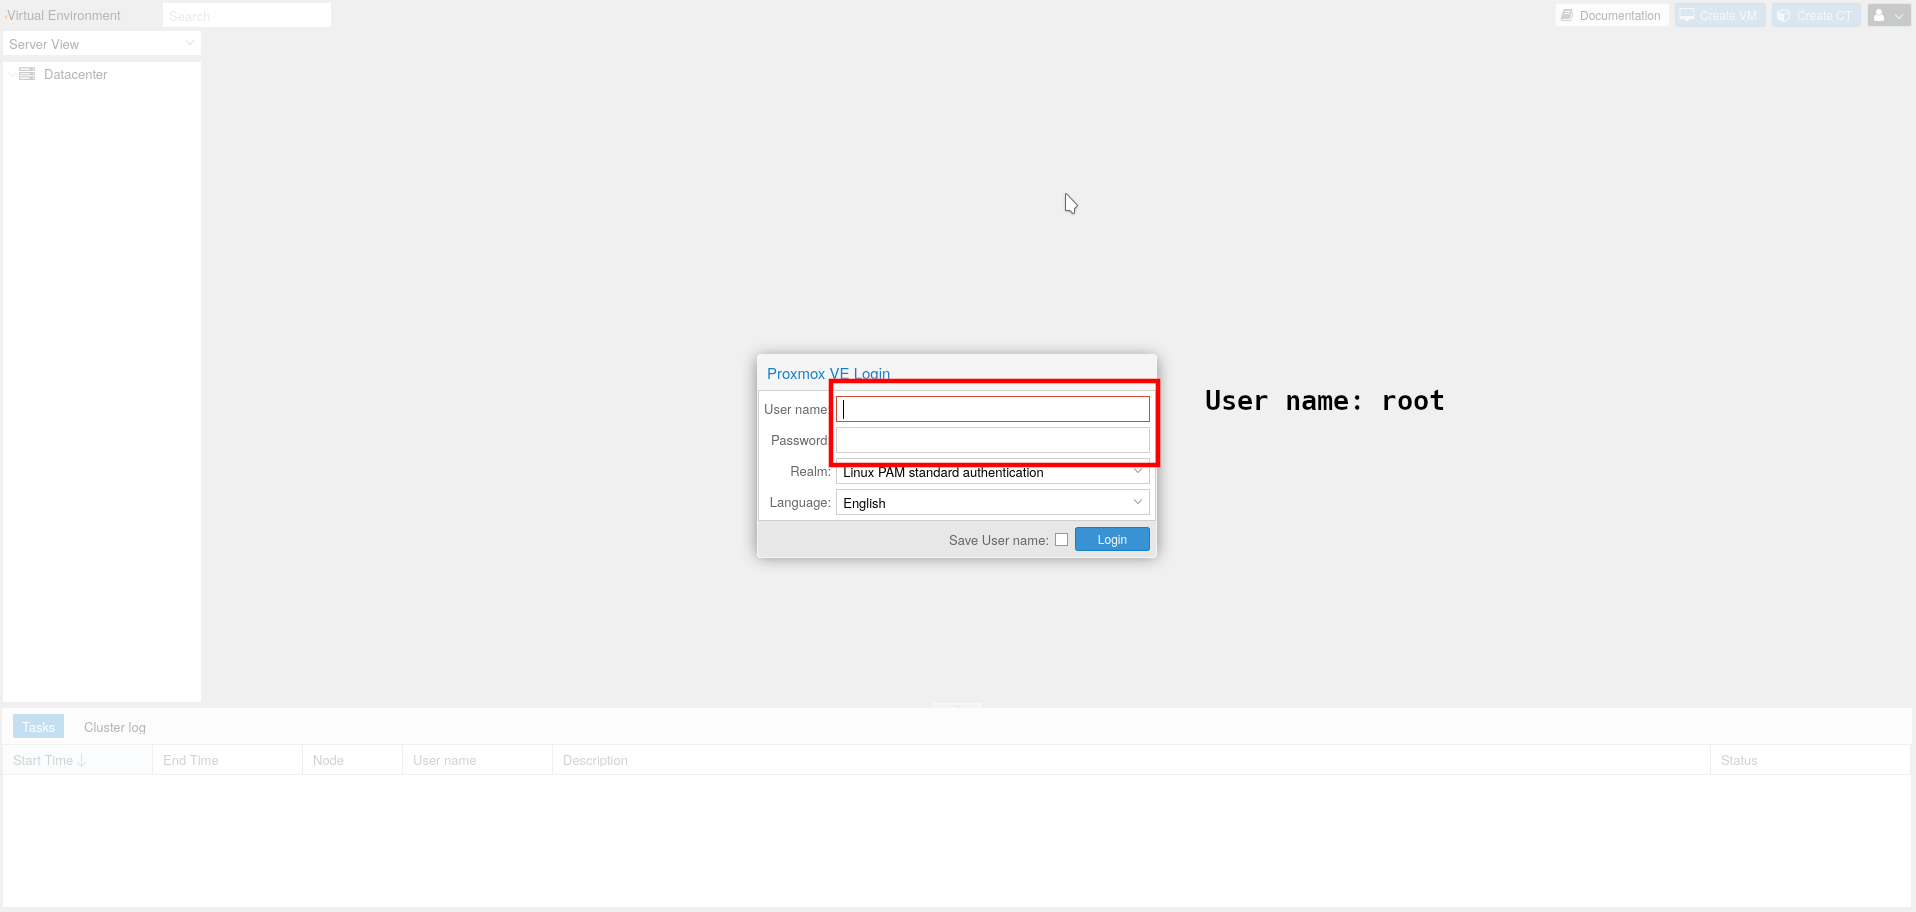 Virtual Environment
Search
Documentation
Create VM
Create CT
Server View
Datacenter
Proxmox VE Login
User name:
Password:
Realm:
Linux PAM standard authentication
Language:
English
Save User name:
Login
User name: root
Tasks
Cluster log
Start Time
End Time
Node
User name
Description
Status